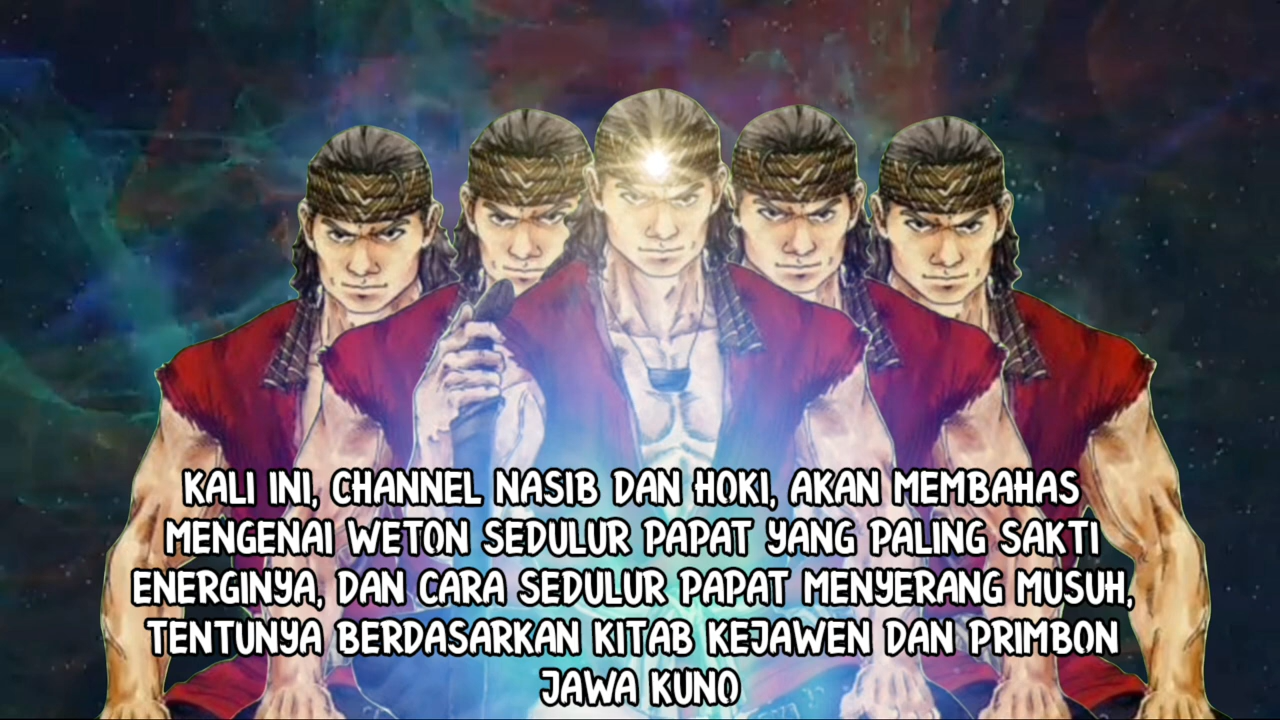 KALI INI, CHANNEL NASIB DAN HOKI, AKAN MEMBAHAS
MENGENAI WETON SEDULUR PAPAT YANG PALING SAKTI
ENERGINYA, DAN CARA SEDULUR PAPAT MENYERANG MUSUH,
TENTUNYA BERDASARKAN KITAB KEJAWEN DAN PRIMBON
JAWA KUNO